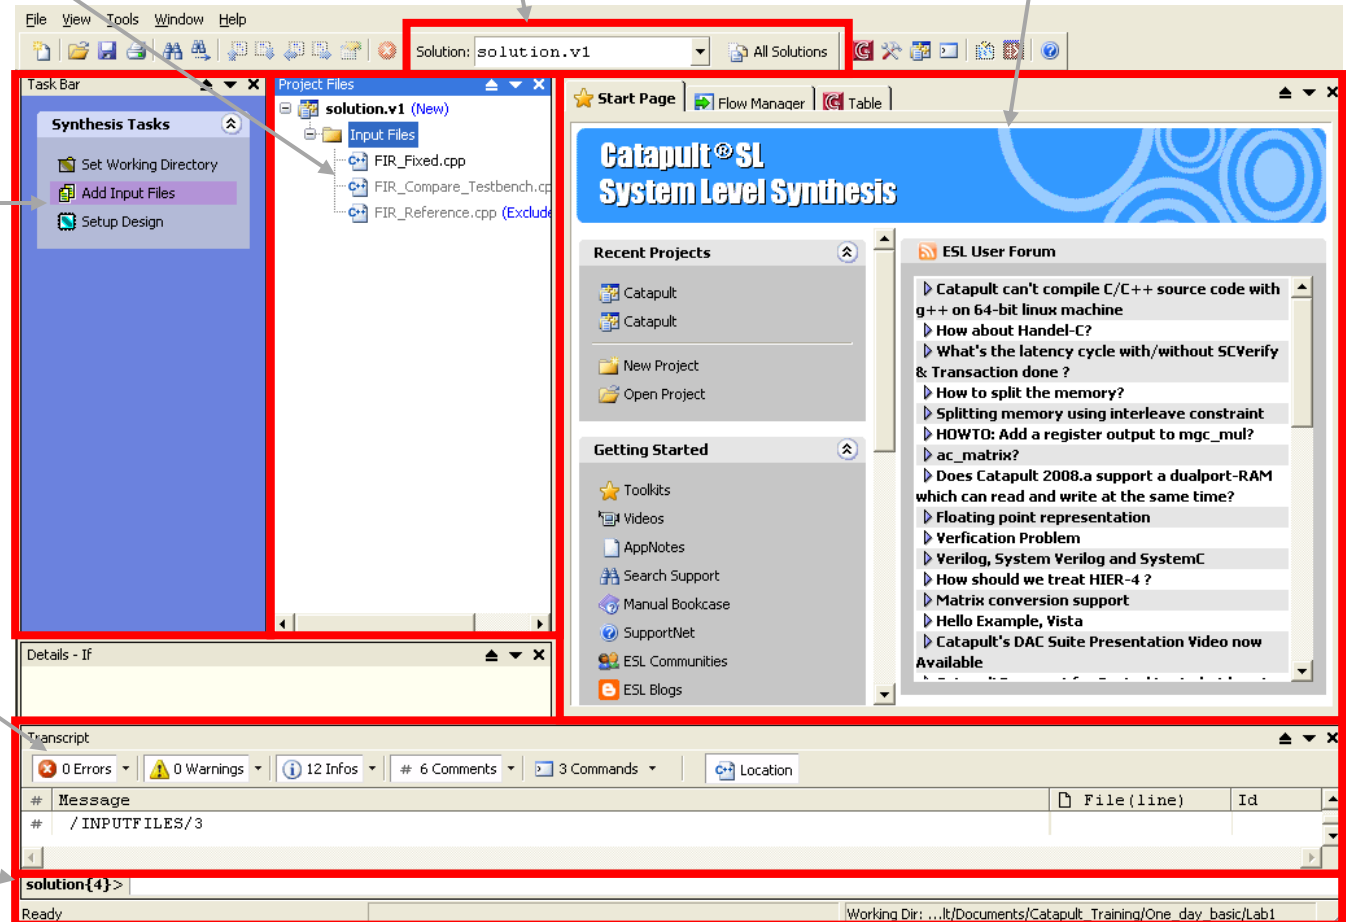 File View Tools Window Help
Solution: solution.v1 All Solutions
Task Bar
Synthesis Tasks
Set Working Directory
Add Input Files
Setup Design
Project Files
solution.v1 (New)
Input Files
FIR_Fixed.cpp
FIR_Compare_Testbench.cp
FIR_Reference.cpp (Exclude
Start Page Flow Manager Table
Catapult®SL
System Level Synthesis
Recent Projects
Catapult
Catapult
New Project
Open Project
Getting Started
Toolkits
Videos
AppNotes
Search Support
Manual Bookcase
SupportNet
ESL Communities
ESL Blogs
ESL User Forum
Catapult can't compile C/C++ source code with
g++ on 64-bit linux machine
How about Handel-C?
What's the latency cycle with/without SCVerify
& Transaction done ?
How to split the memory?
Splitting memory using interleave constraint
HOWTO: Add a register output to mgc_mul?
ac_matrix?
Does Catapult 2008.a support a dualport-RAM
which can read and write at the same time?
Floating point representation
Verfication Problem
Verilog, System Verilog and SystemC
How should we treat HIER-4 ?
Matrix conversion support
Hello Example, Vista
Catapult's DAC Suite Presentation Video now
Available
Details - If
Transcript
0 Errors 0 Warnings 12 Infos # 6 Comments 3 Commands Location
# Message File(line) Id
# /INPUTFILES/3
solution{4}>
Ready Working Dir: ...lt/Documents/Catapult_Training/One_day_basic/Lab1